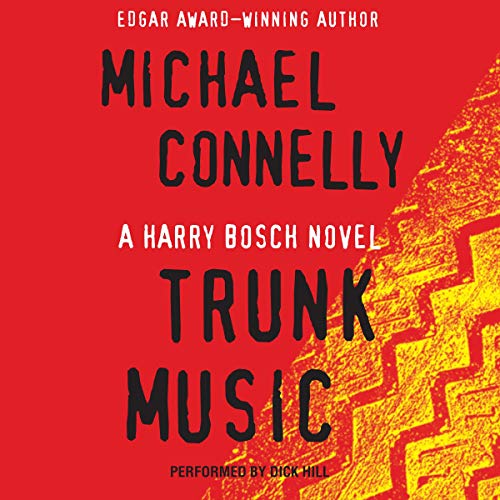 EDGAR AWARD–WINNING AUTHOR
MICHAEL
CONNELLY
A HARRY BOSCH NOVEL
TRUNK
MUSIC
PERFORMED BY DICK HILL